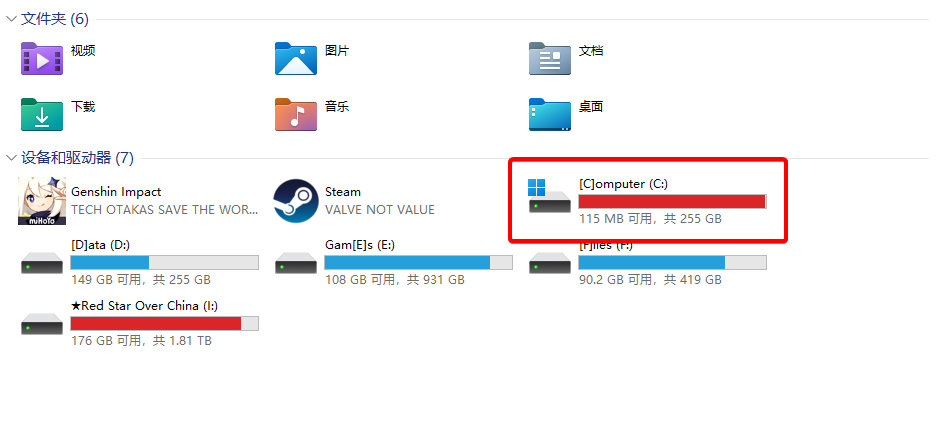 文件夹 (6)
视频
图片
文档
下载
音乐
桌面
设备和驱动器 (7)
Genshin Impact
TECH OTAKAS SAVE THE WOR...
miHoYo
Steam
VALVE NOT VALUE
[C]omputer (C:)
115 MB 可用，共 255 GB
[D]ata (D:)
149 GB 可用，共 255 GB
Gam[E]s (E:)
108 GB 可用，共 931 GB
[F]iles (F:)
90.2 GB 可用，共 419 GB
★Red Star Over China (I:)
176 GB 可用，共 1.81 TB